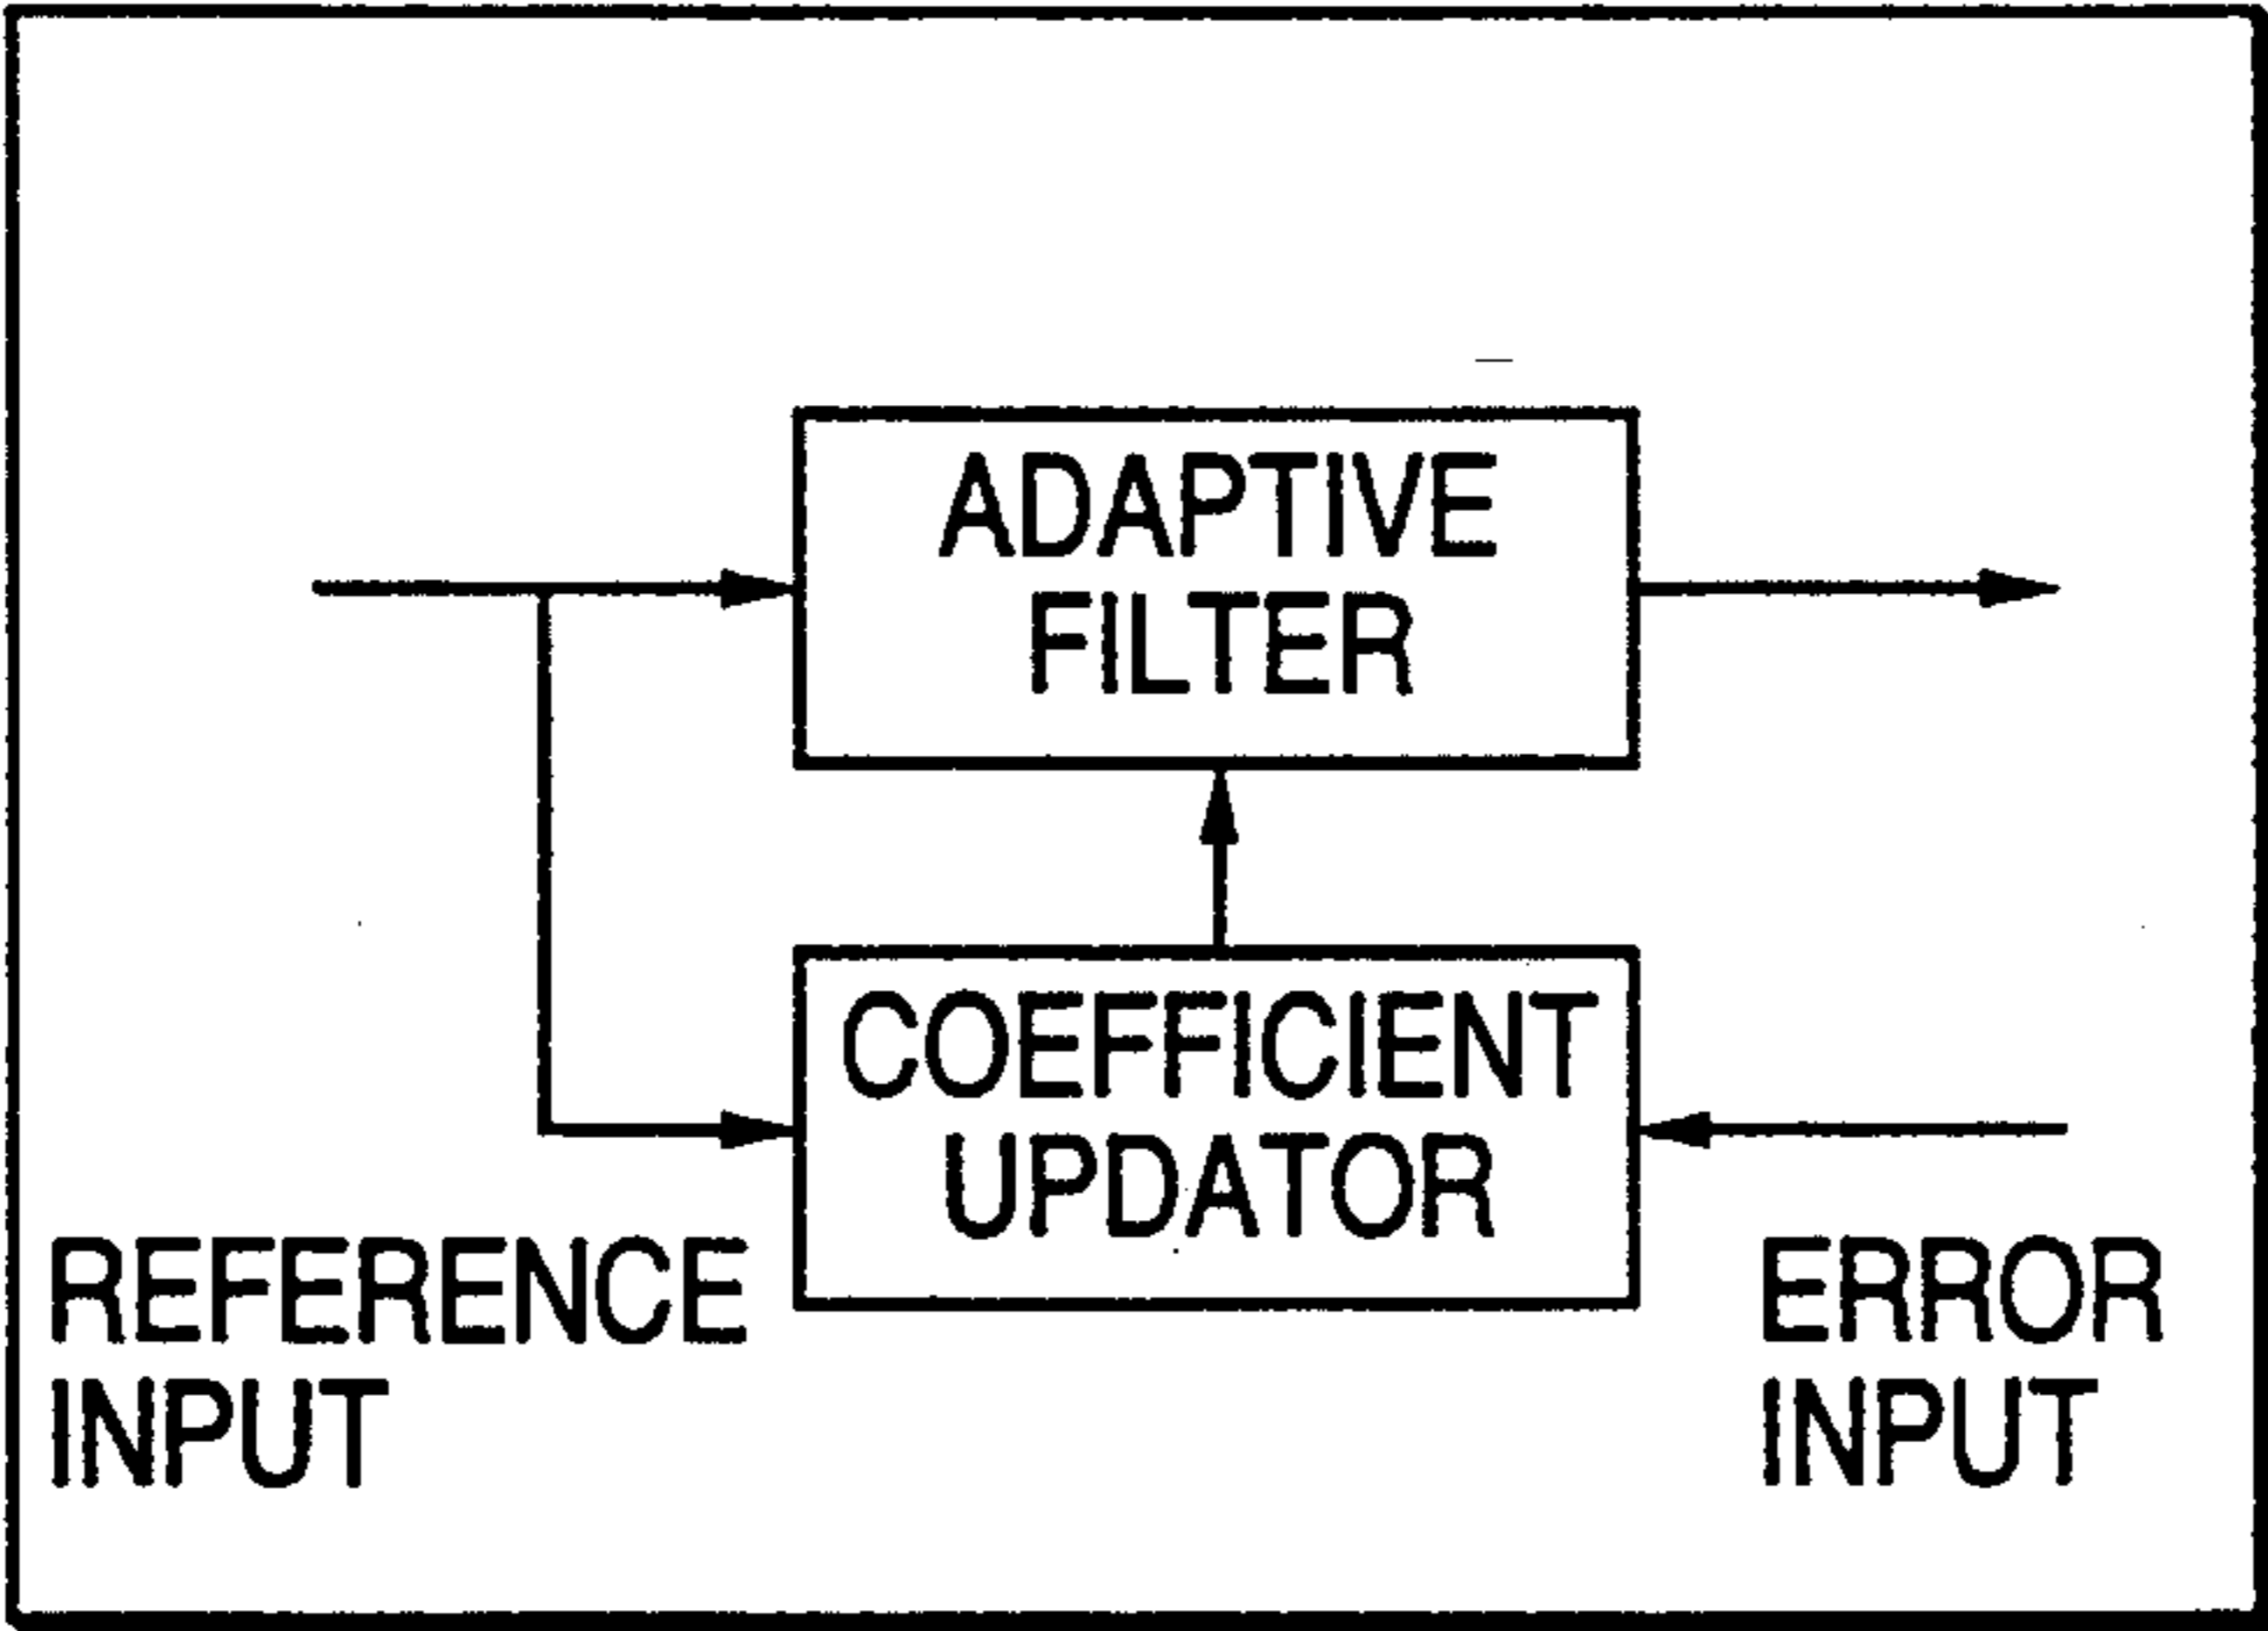 ADAPTIVE
FILTER
COEFFICIENT
UPDATOR
REFERENCE
INPUT
ERROR
INPUT